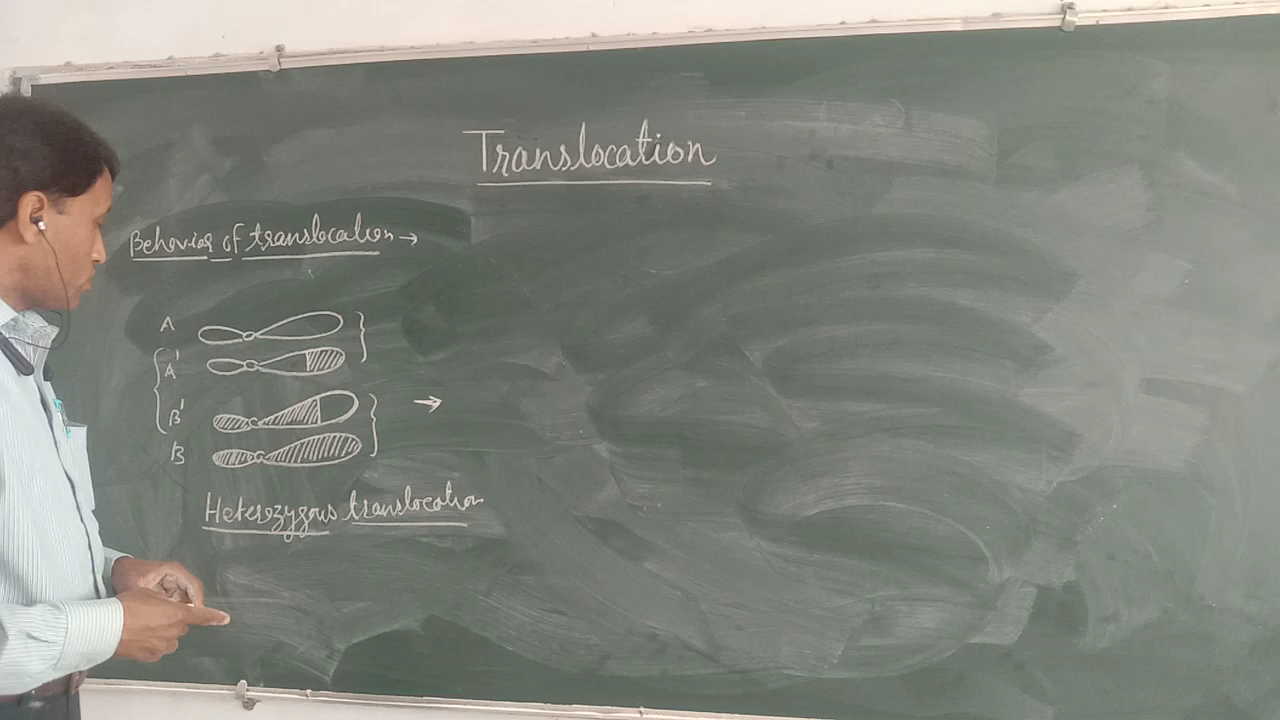 Translocation
Behavior of translocation →
A
A'
B'
B
Heterozygous translocation